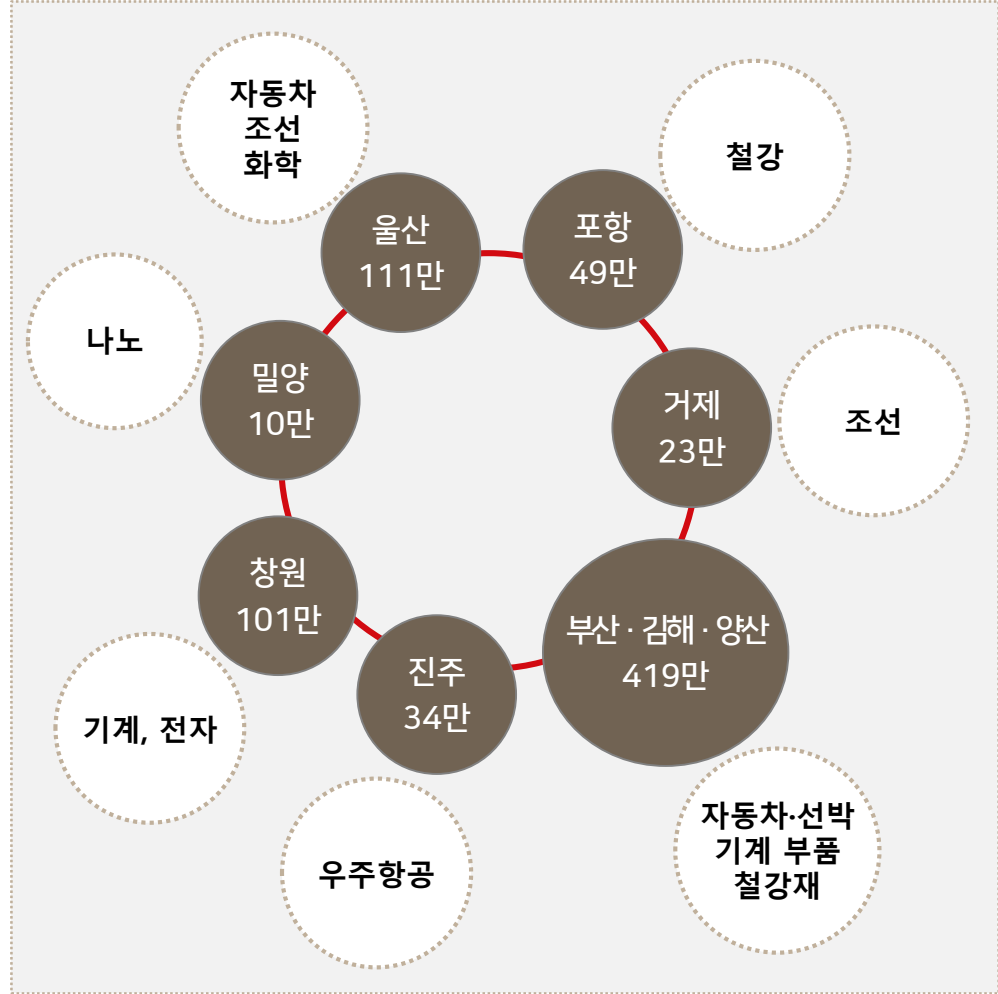 자동차
조선
화학
철강
울산
111만
포항
49만
나노
밀양
10만
거제
23만
조선
창원
101만
부산 · 김해 · 양산
419만
진주
34만
기계, 전자
자동차·선박
기계 부품
철강재
우주항공